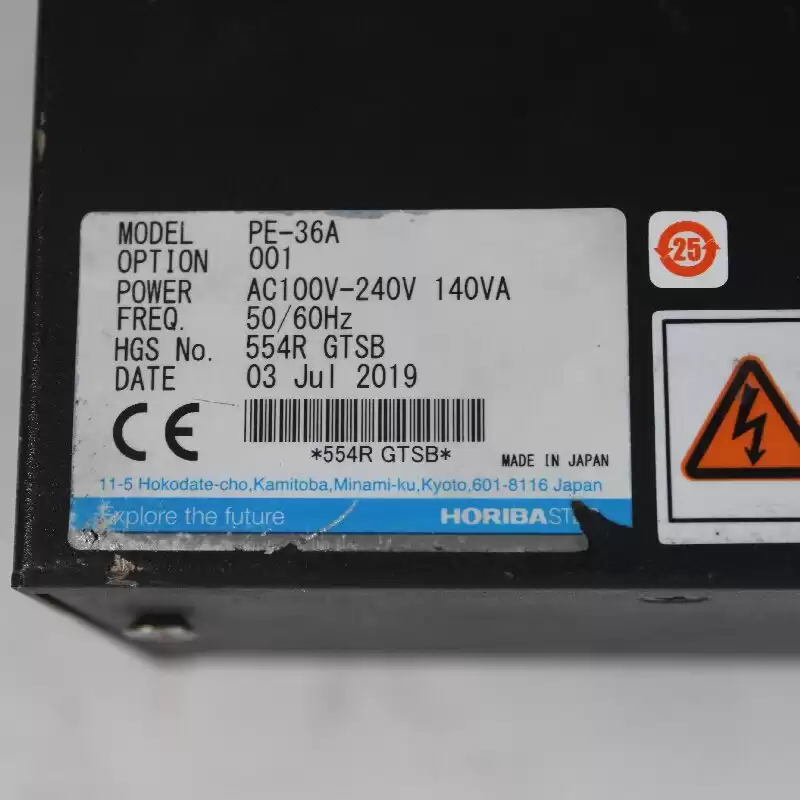 MODEL PE-36A
OPTION 001
POWER AC100V-240V 140VA
FREQ. 50/60Hz
HGS No. 554R GTSB
DATE 03 Jul 2019
CE
*554R GTSB*
MADE IN JAPAN
11-5 Hokodate-cho,Kamitoba,Minami-ku,Kyoto,601-8116 Japan
Explore the future HORIBA
25